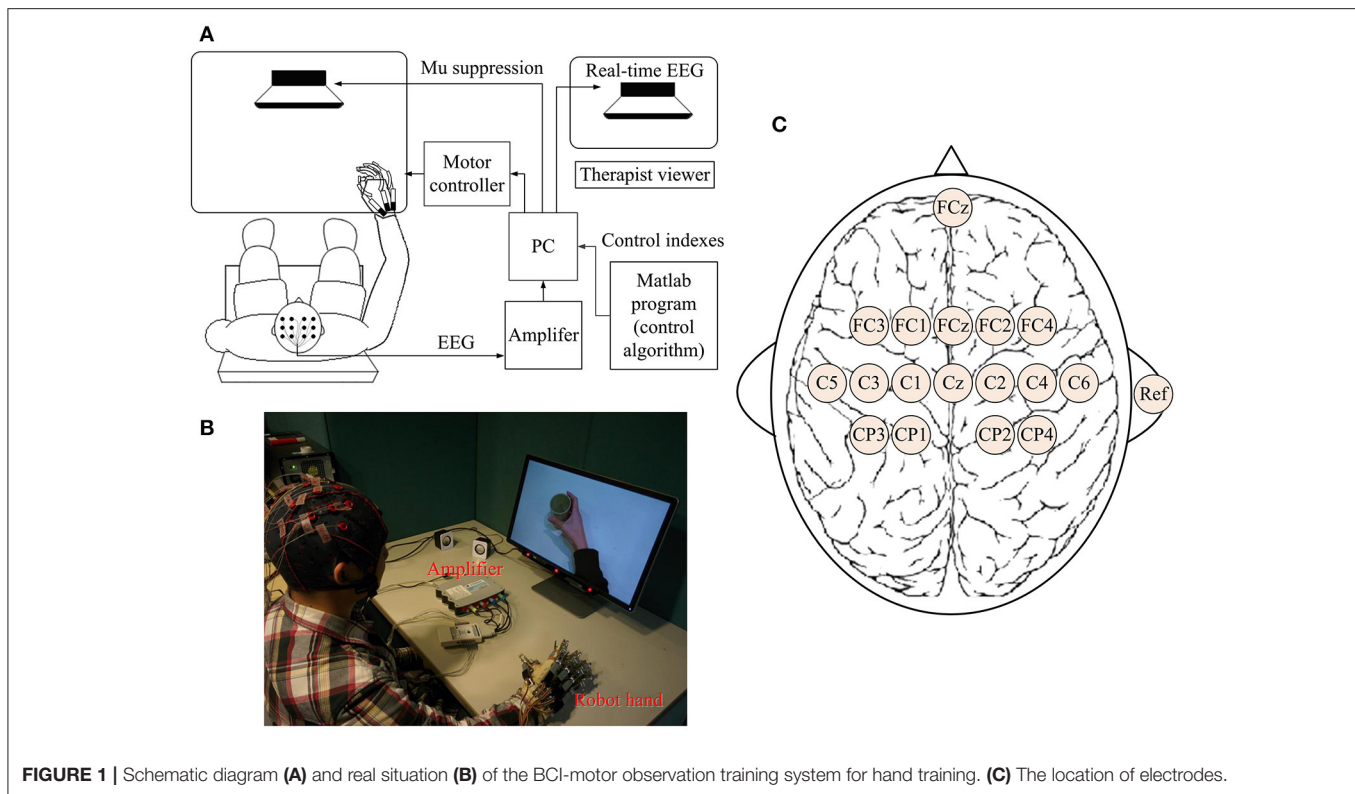 A
Mu suppression
Real-time EEG
Motor
controller
Therapist viewer
PC
Control indexes
Matlab
program
(control
algorithm)
Amplifer
EEG
B
Amplifier
Robot hand
C
FCz
FC3 FC1 FCz FC2 FC4
C5 C3 C1 Cz C2 C4 C6
Ref
CP3 CP1 CP2 CP4
FIGURE 1 | Schematic diagram (A) and real situation (B) of the BCI-motor observation training system for hand training. (C) The location of electrodes.